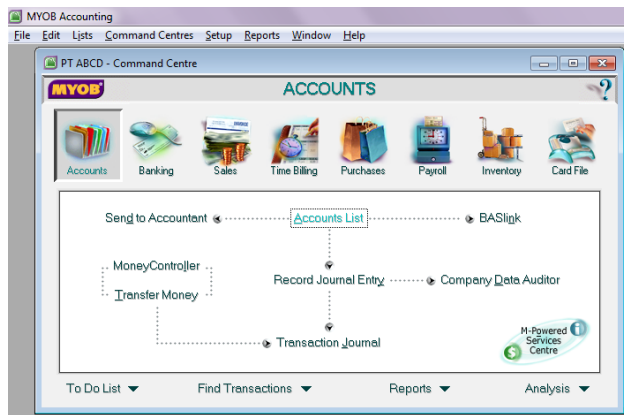 MYOB Accounting
File Edit Lists Command Centres Setup Reports Window Help
PT ABCD - Command Centre
MYOB ACCOUNTS ?
Accounts Banking Sales Time Billing Purchases Payroll Inventory Card File
Send to Accountant Accounts List BASlink
MoneyController
Record Journal Entry Company Data Auditor
Transfer Money
Transaction Journal
M-Powered
Services
Centre
To Do List Find Transactions Reports Analysis